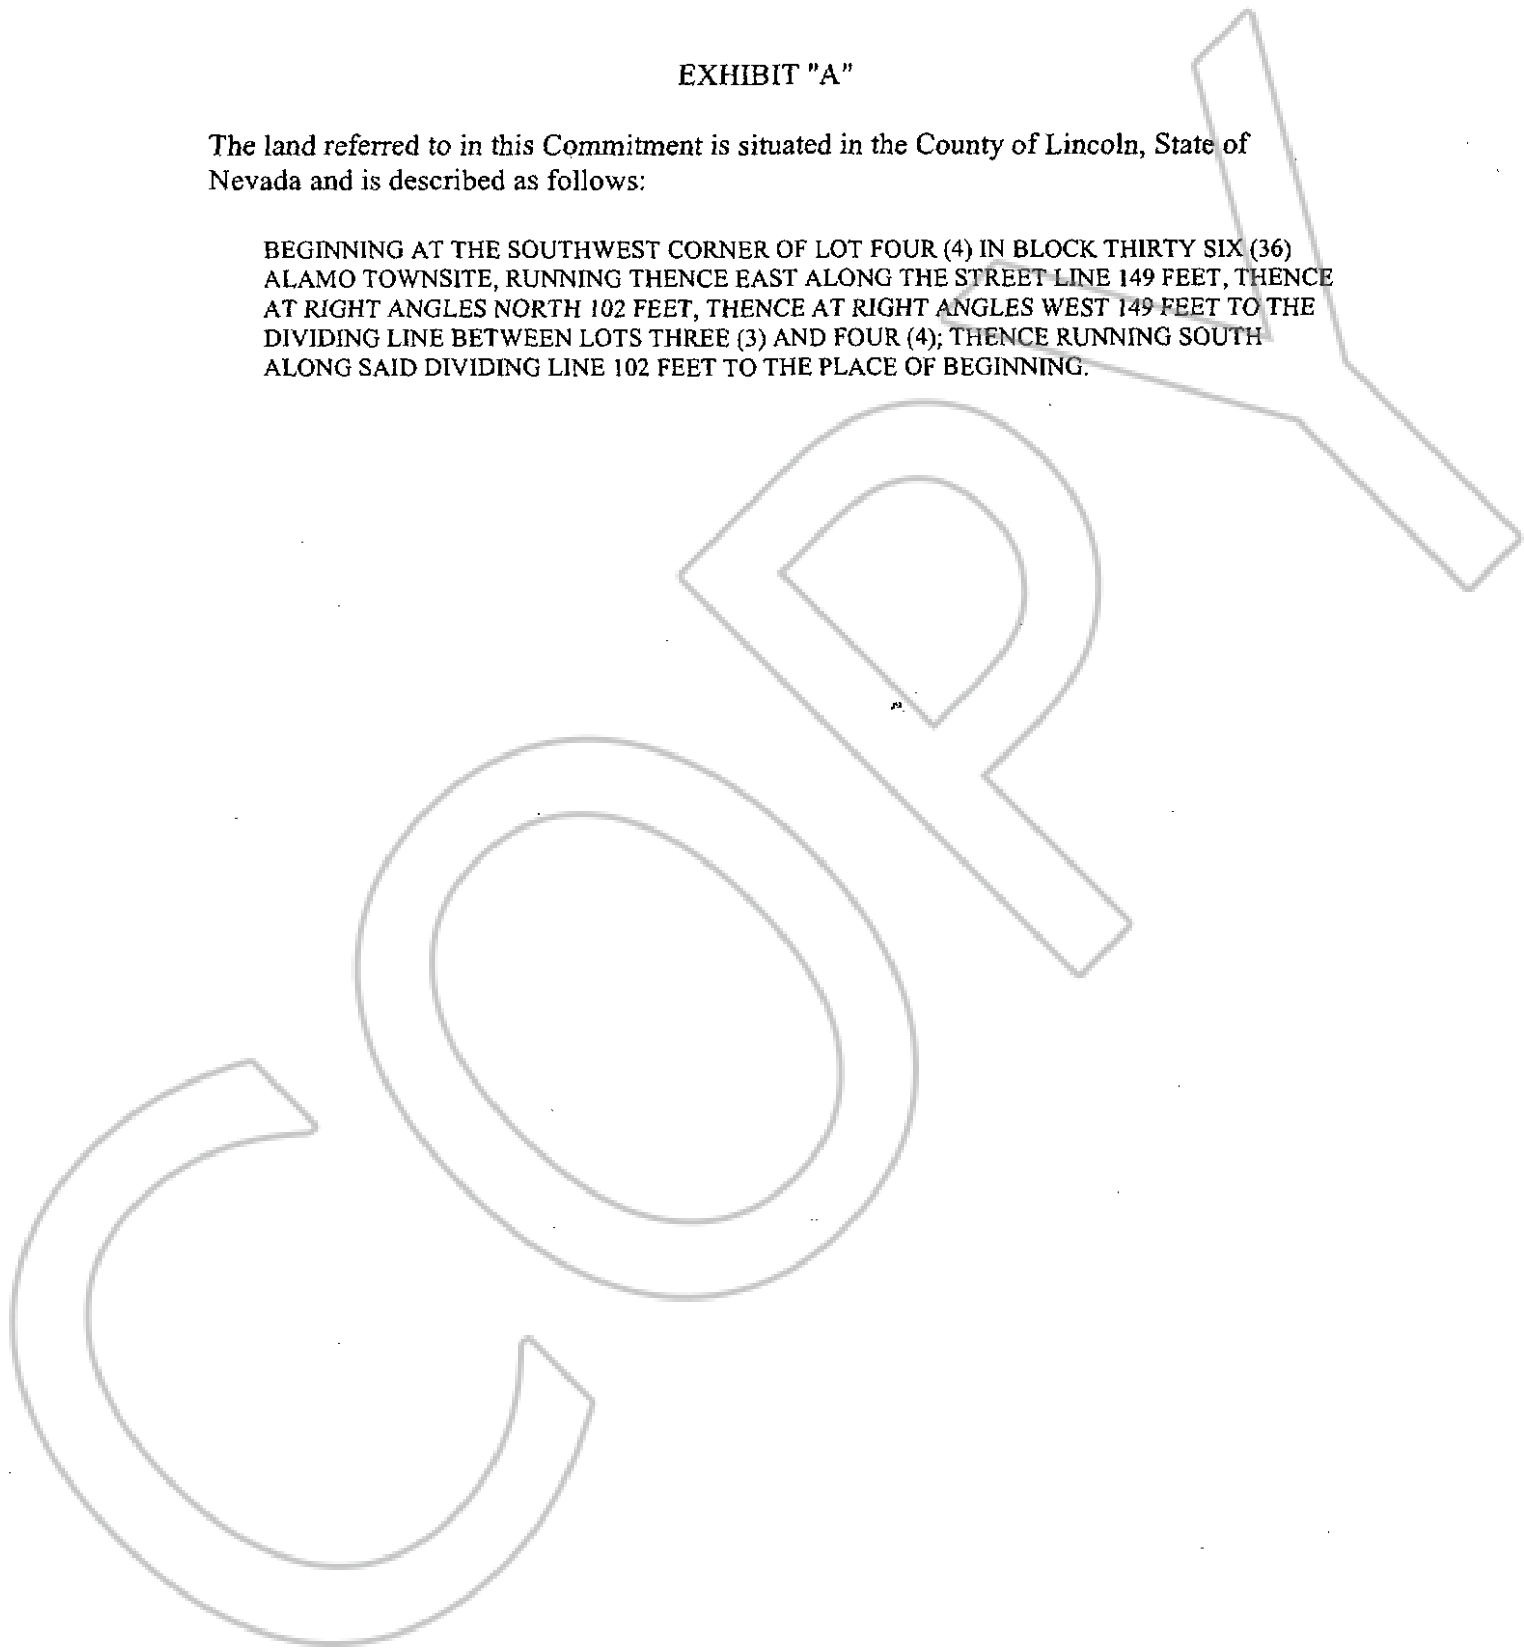 EXHIBIT "A"
The land referred to in this Commitment is situated in the County of Lincoln, State of
Nevada and is described as follows:
BEGINNING AT THE SOUTHWEST CORNER OF LOT FOUR (4) IN BLOCK THIRTY SIX (36)
ALAMO TOWNSITE, RUNNING THENCE EAST ALONG THE STREET LINE 149 FEET, THENCE
AT RIGHT ANGLES NORTH 102 FEET, THENCE AT RIGHT ANGLES WEST 149 FEET TO THE
DIVIDING LINE BETWEEN LOTS THREE (3) AND FOUR (4); THENCE RUNNING SOUTH
ALONG SAID DIVIDING LINE 102 FEET TO THE PLACE OF BEGINNING.
COPY